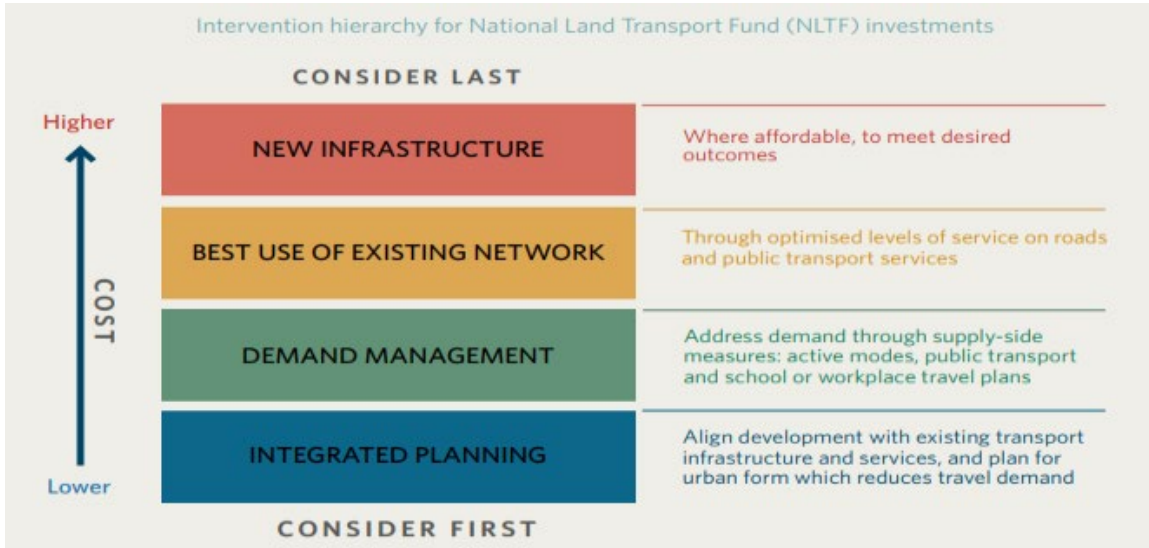 Intervention hierarchy for National Land Transport Fund (NLTF) investments
CONSIDER LAST
Higher
COST
Lower
NEW INFRASTRUCTURE
Where affordable, to meet desired
outcomes
BEST USE OF EXISTING NETWORK
Through optimised levels of service on roads
and public transport services
DEMAND MANAGEMENT
Address demand through supply-side
measures: active modes, public transport
and school or workplace travel plans
INTEGRATED PLANNING
Align development with existing transport
infrastructure and services, and plan for
urban form which reduces travel demand
CONSIDER FIRST